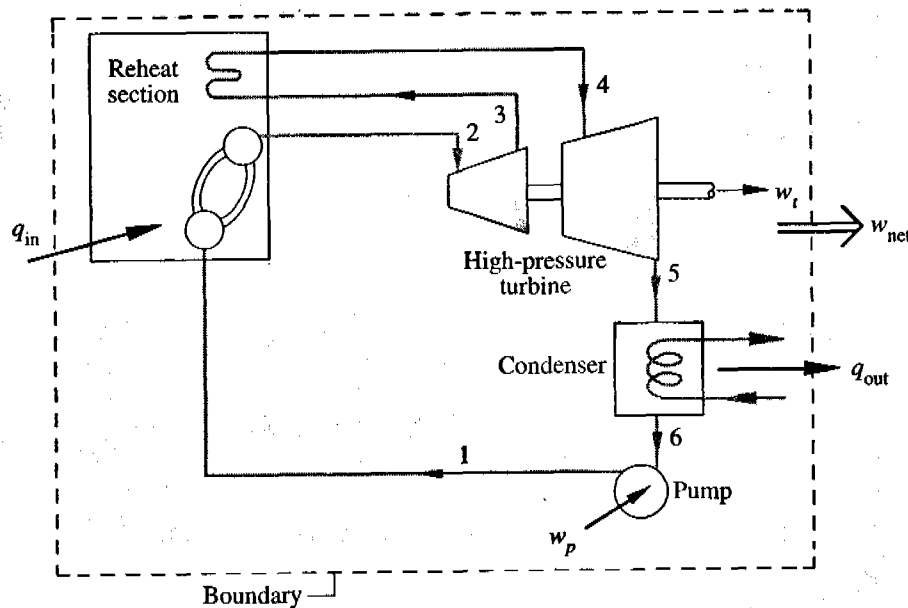 Reheat
section
4
3
2
w_t
q_in
w_net
High-pressure
turbine
5
Condenser
q_out
6
1
Pump
w_p
Boundary